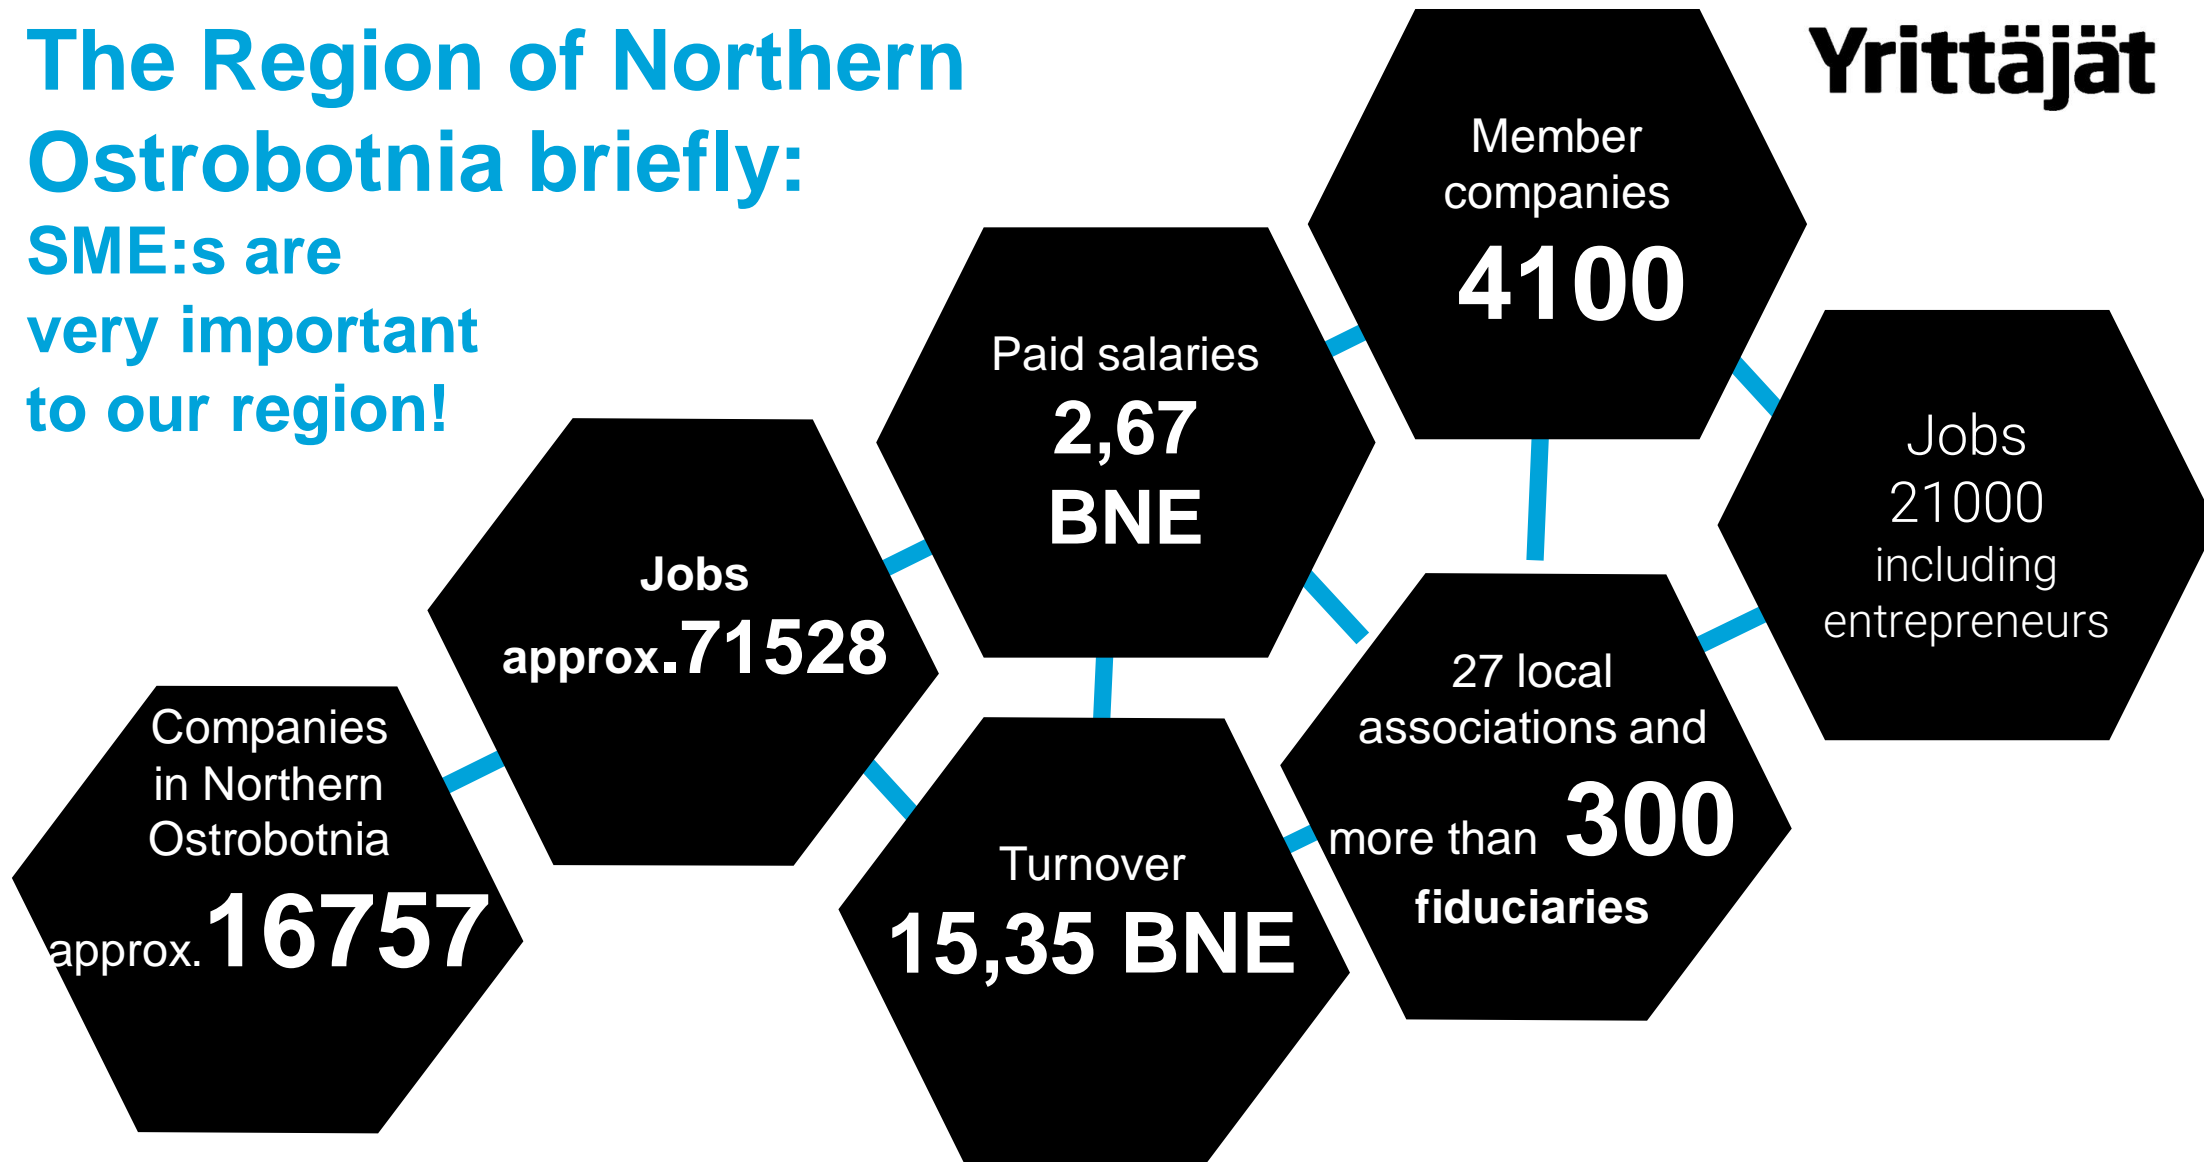 The Region of Northern
Ostrobotnia briefly:
SME:s are
very important
to our region!
Yrittäjät
Member
companies
4100
Paid salaries
2,67
BNE
Jobs
21000
including
entrepreneurs
Jobs
approx.71528
27 local
associations and
more than 300
fiduciaries
Companies
in Northern
Ostrobotnia
approx.16757
Turnover
15,35 BNE